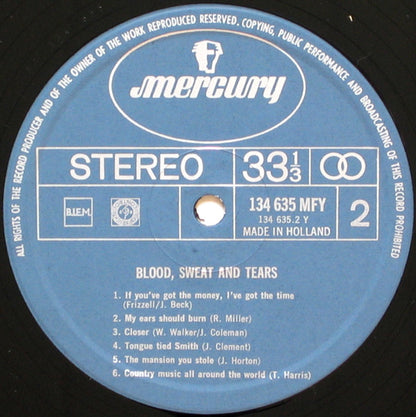 ALL RIGHTS OF THE RECORD PRODUCER AND OF THE OWNER OF THE WORK REPRODUCED RESERVED. COPYING, PUBLIC PERFORMANCE AND BROADCASTING OF THIS RECORD PROHIBITED
mercury
STEREO 33 1/3
B.I.E.M.
134 635 MFY
134 635.2 Y
MADE IN HOLLAND
2
BLOOD, SWEAT AND TEARS
1. If you've got the money, I've got the time
(Frizzell/J. Beck)
2. My ears should burn (R. Miller)
3. Closer (W. Walker/J. Coleman)
4. Tongue tied Smith (J. Clement)
5. The mansion you stole (J. Horton)
6. Country music all around the world (T. Harris)